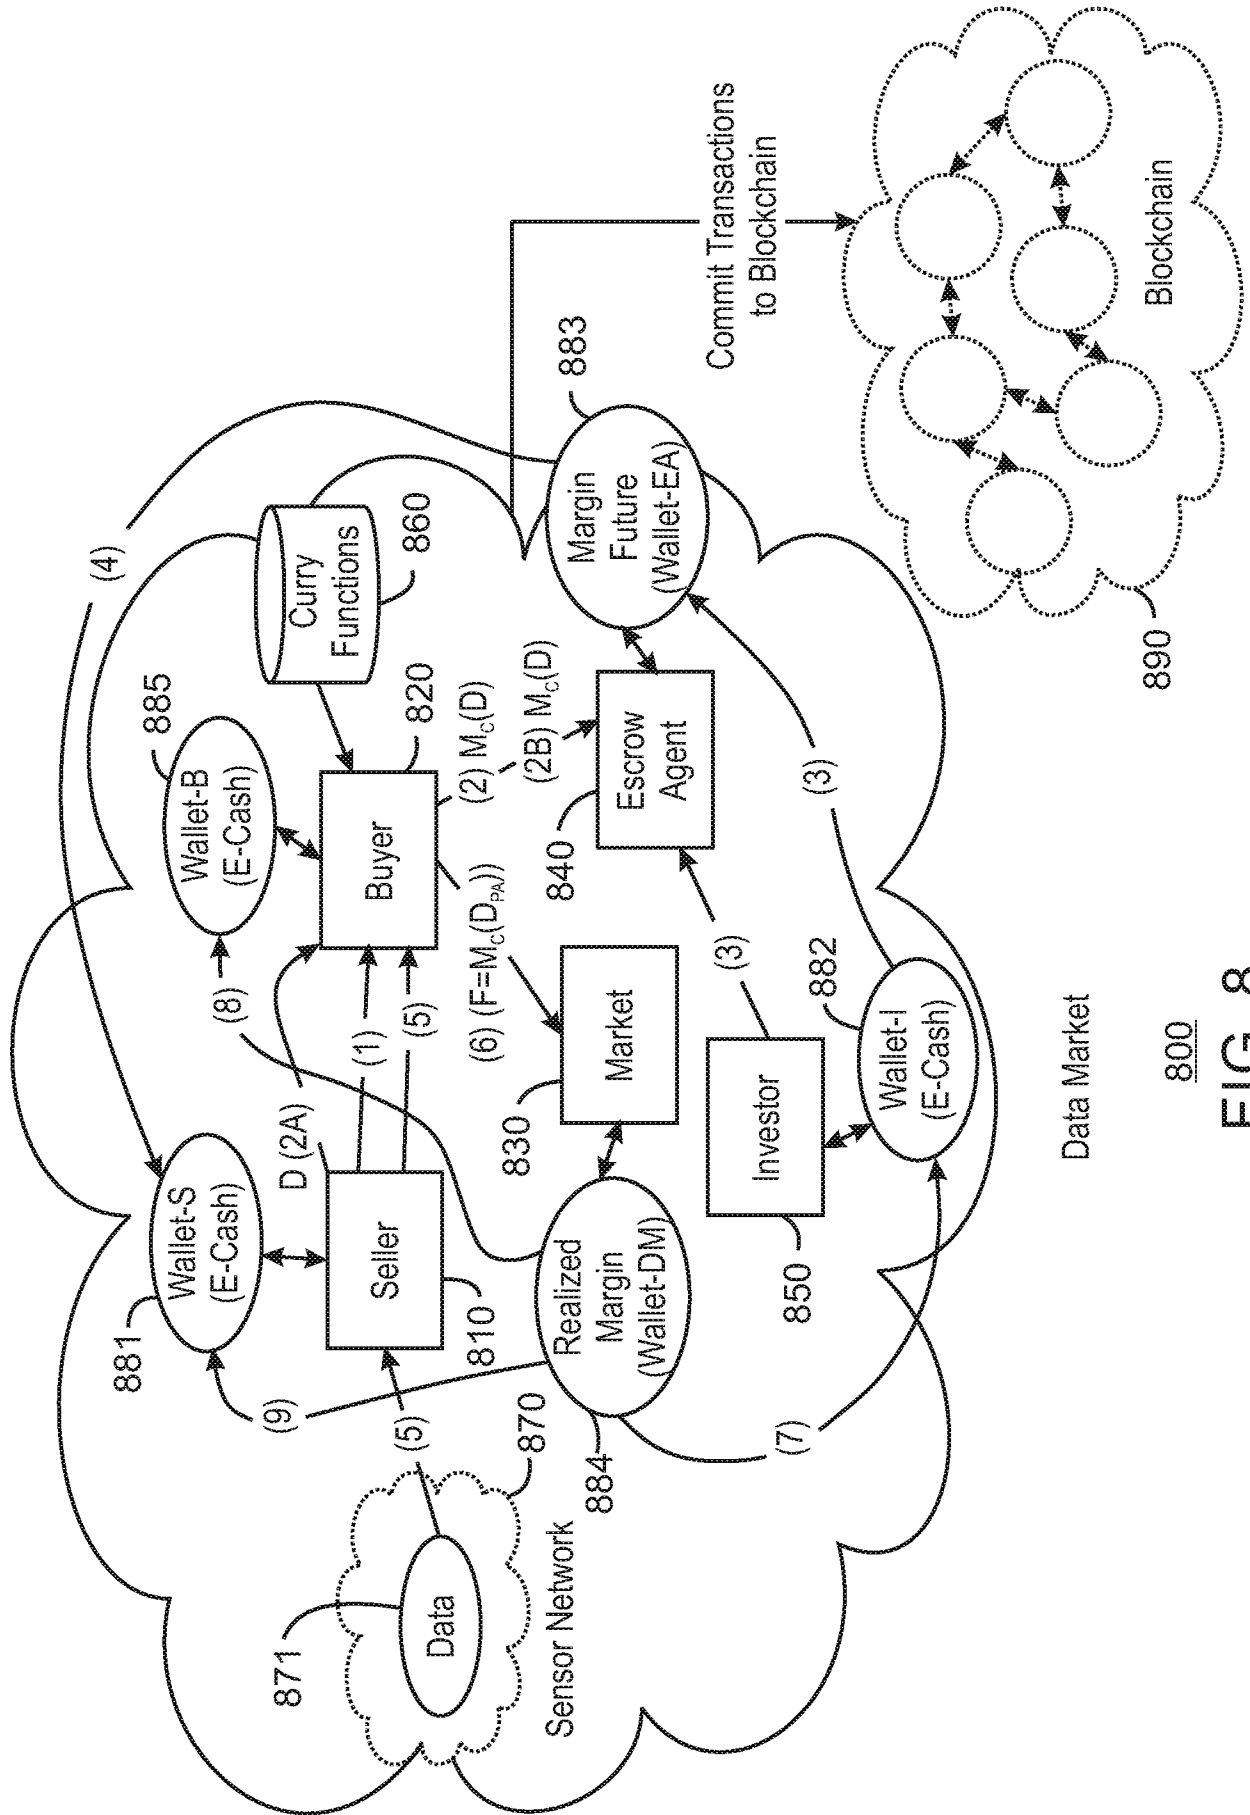 (4)
881
Wallet-S
(E-Cash)
885
Wallet-B
(E-Cash)
(8)
Curry
Functions
860
(9)
D (2A)
(1)
(5)
Seller
810
Buyer
820
(2) M_C(D)
(2B) M_C(D)
(6) (F=M_C(D_PA))
871
Data
(5)
870
Sensor Network
884
Realized
Margin
(Wallet-DM)
830
Market
840
Escrow
Agent
Margin
Future
(Wallet-EA)
883
(3)
850
Investor
(7)
Wallet-I
(E-Cash)
882
(3)
Commit Transactions
to Blockchain
Blockchain
890
Data Market
800
FIG. 8